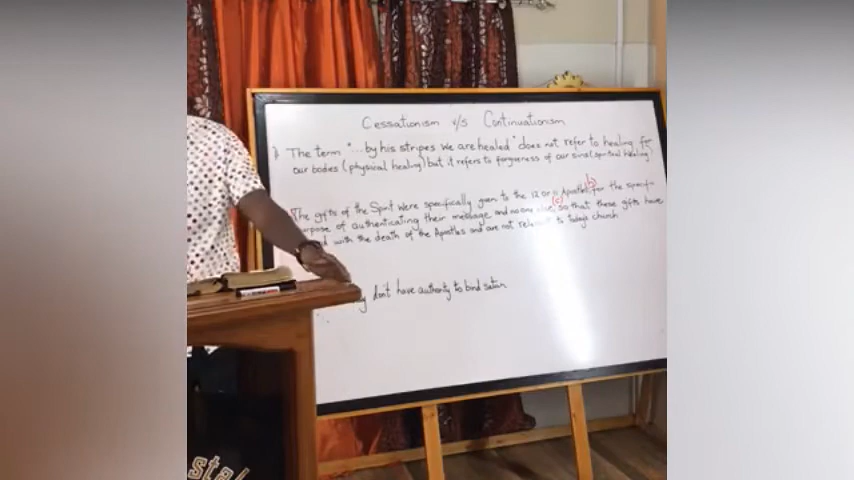 Cessationism v/s Continuationism
1) The term "...by his stripes we are healed" does not refer to healing for
our bodies (physical healing) but it refers to forgiveness of our sins (spiritual healing)
(b)
The gifts of the Spirit were specifically given to the 12 or 11 Apostles for the specific
(c)
purpose of authenticating their message and no one else, so that these gifts have
with the death of the Apostles and are not relevant to todays church
don't have authority to bind satan